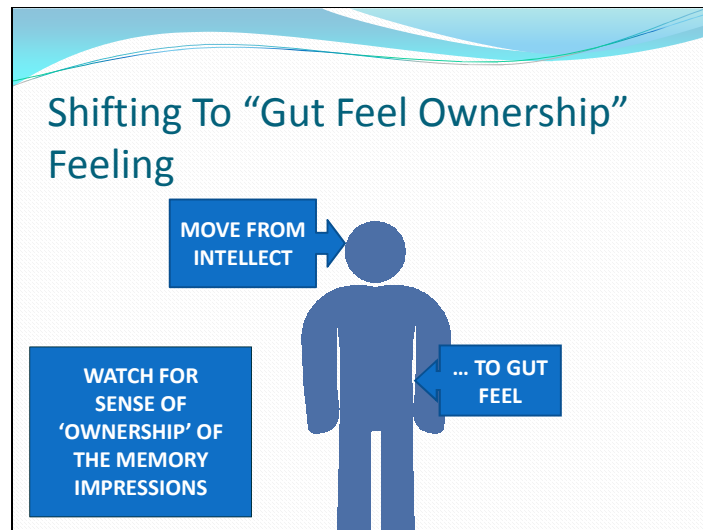 Shifting To “Gut Feel Ownership”
Feeling
MOVE FROM
INTELLECT
… TO GUT
FEEL
WATCH FOR
SENSE OF
‘OWNERSHIP’ OF
THE MEMORY
IMPRESSIONS